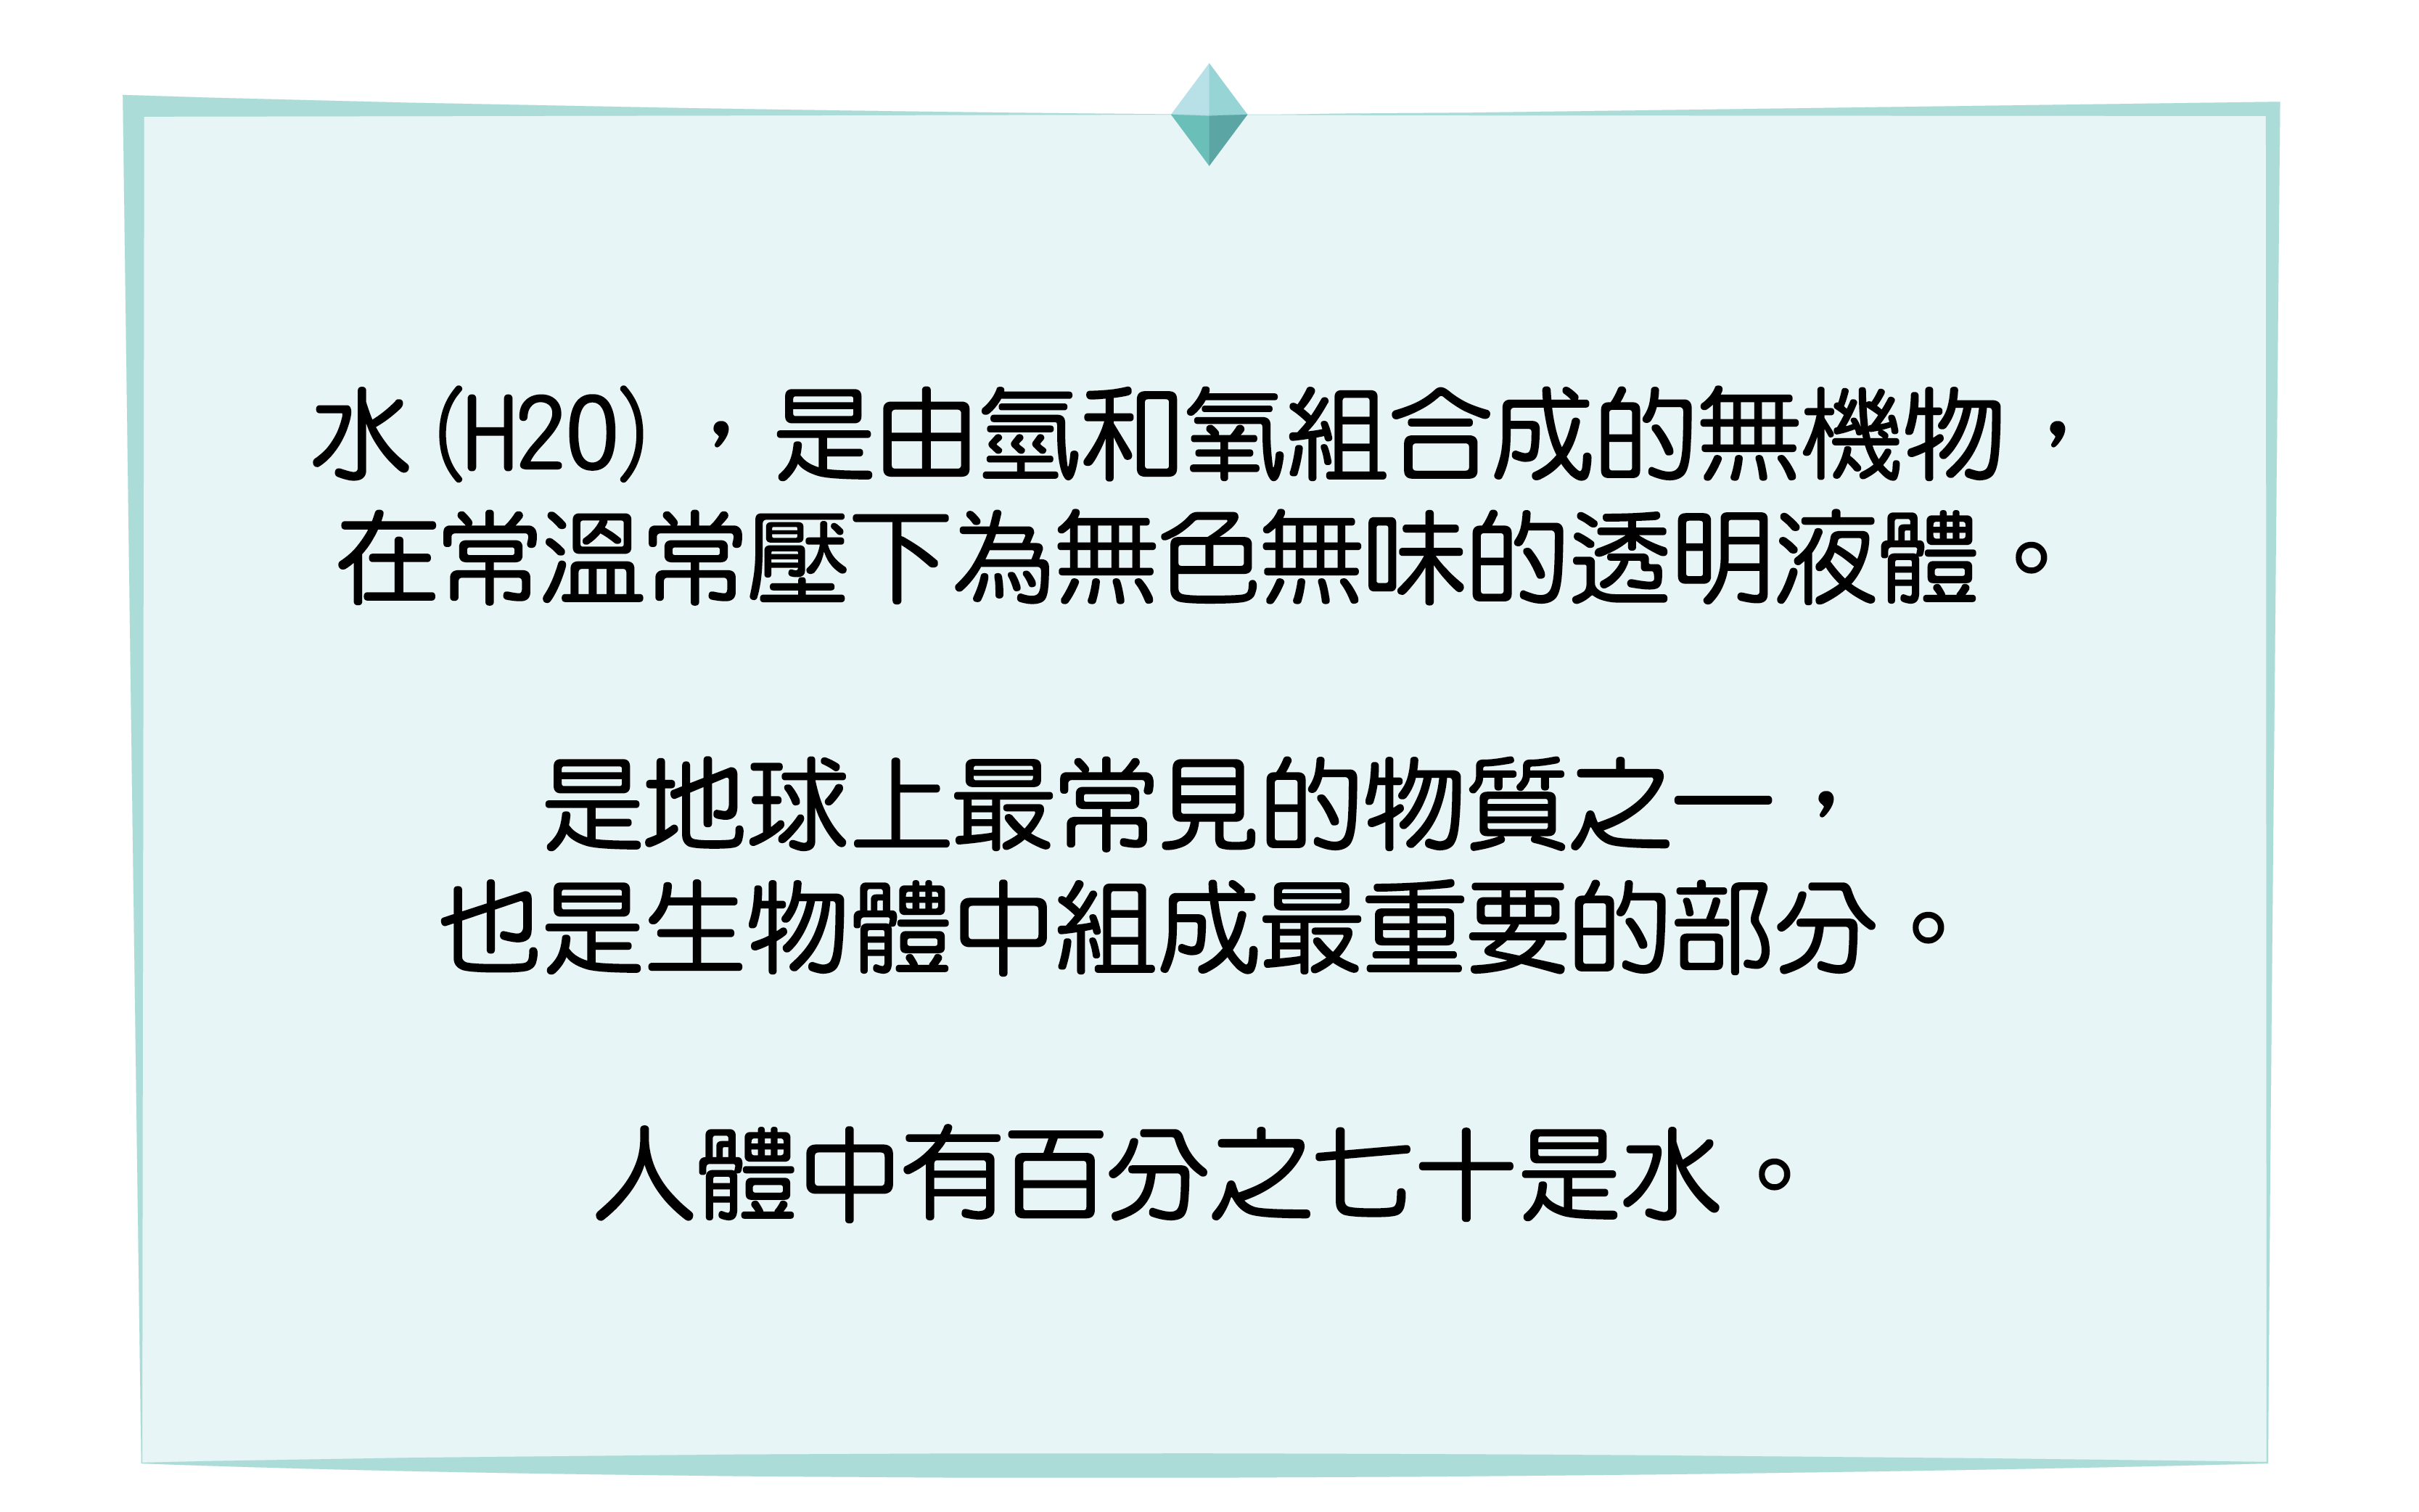 水(H2O),是由氫和氧組合成的無機物,
在常溫常壓下為無色無味的透明液體。
是地球上最常見的物質之一,
也是生物體中組成最重要的部分。
人體中有百分之七十是水。